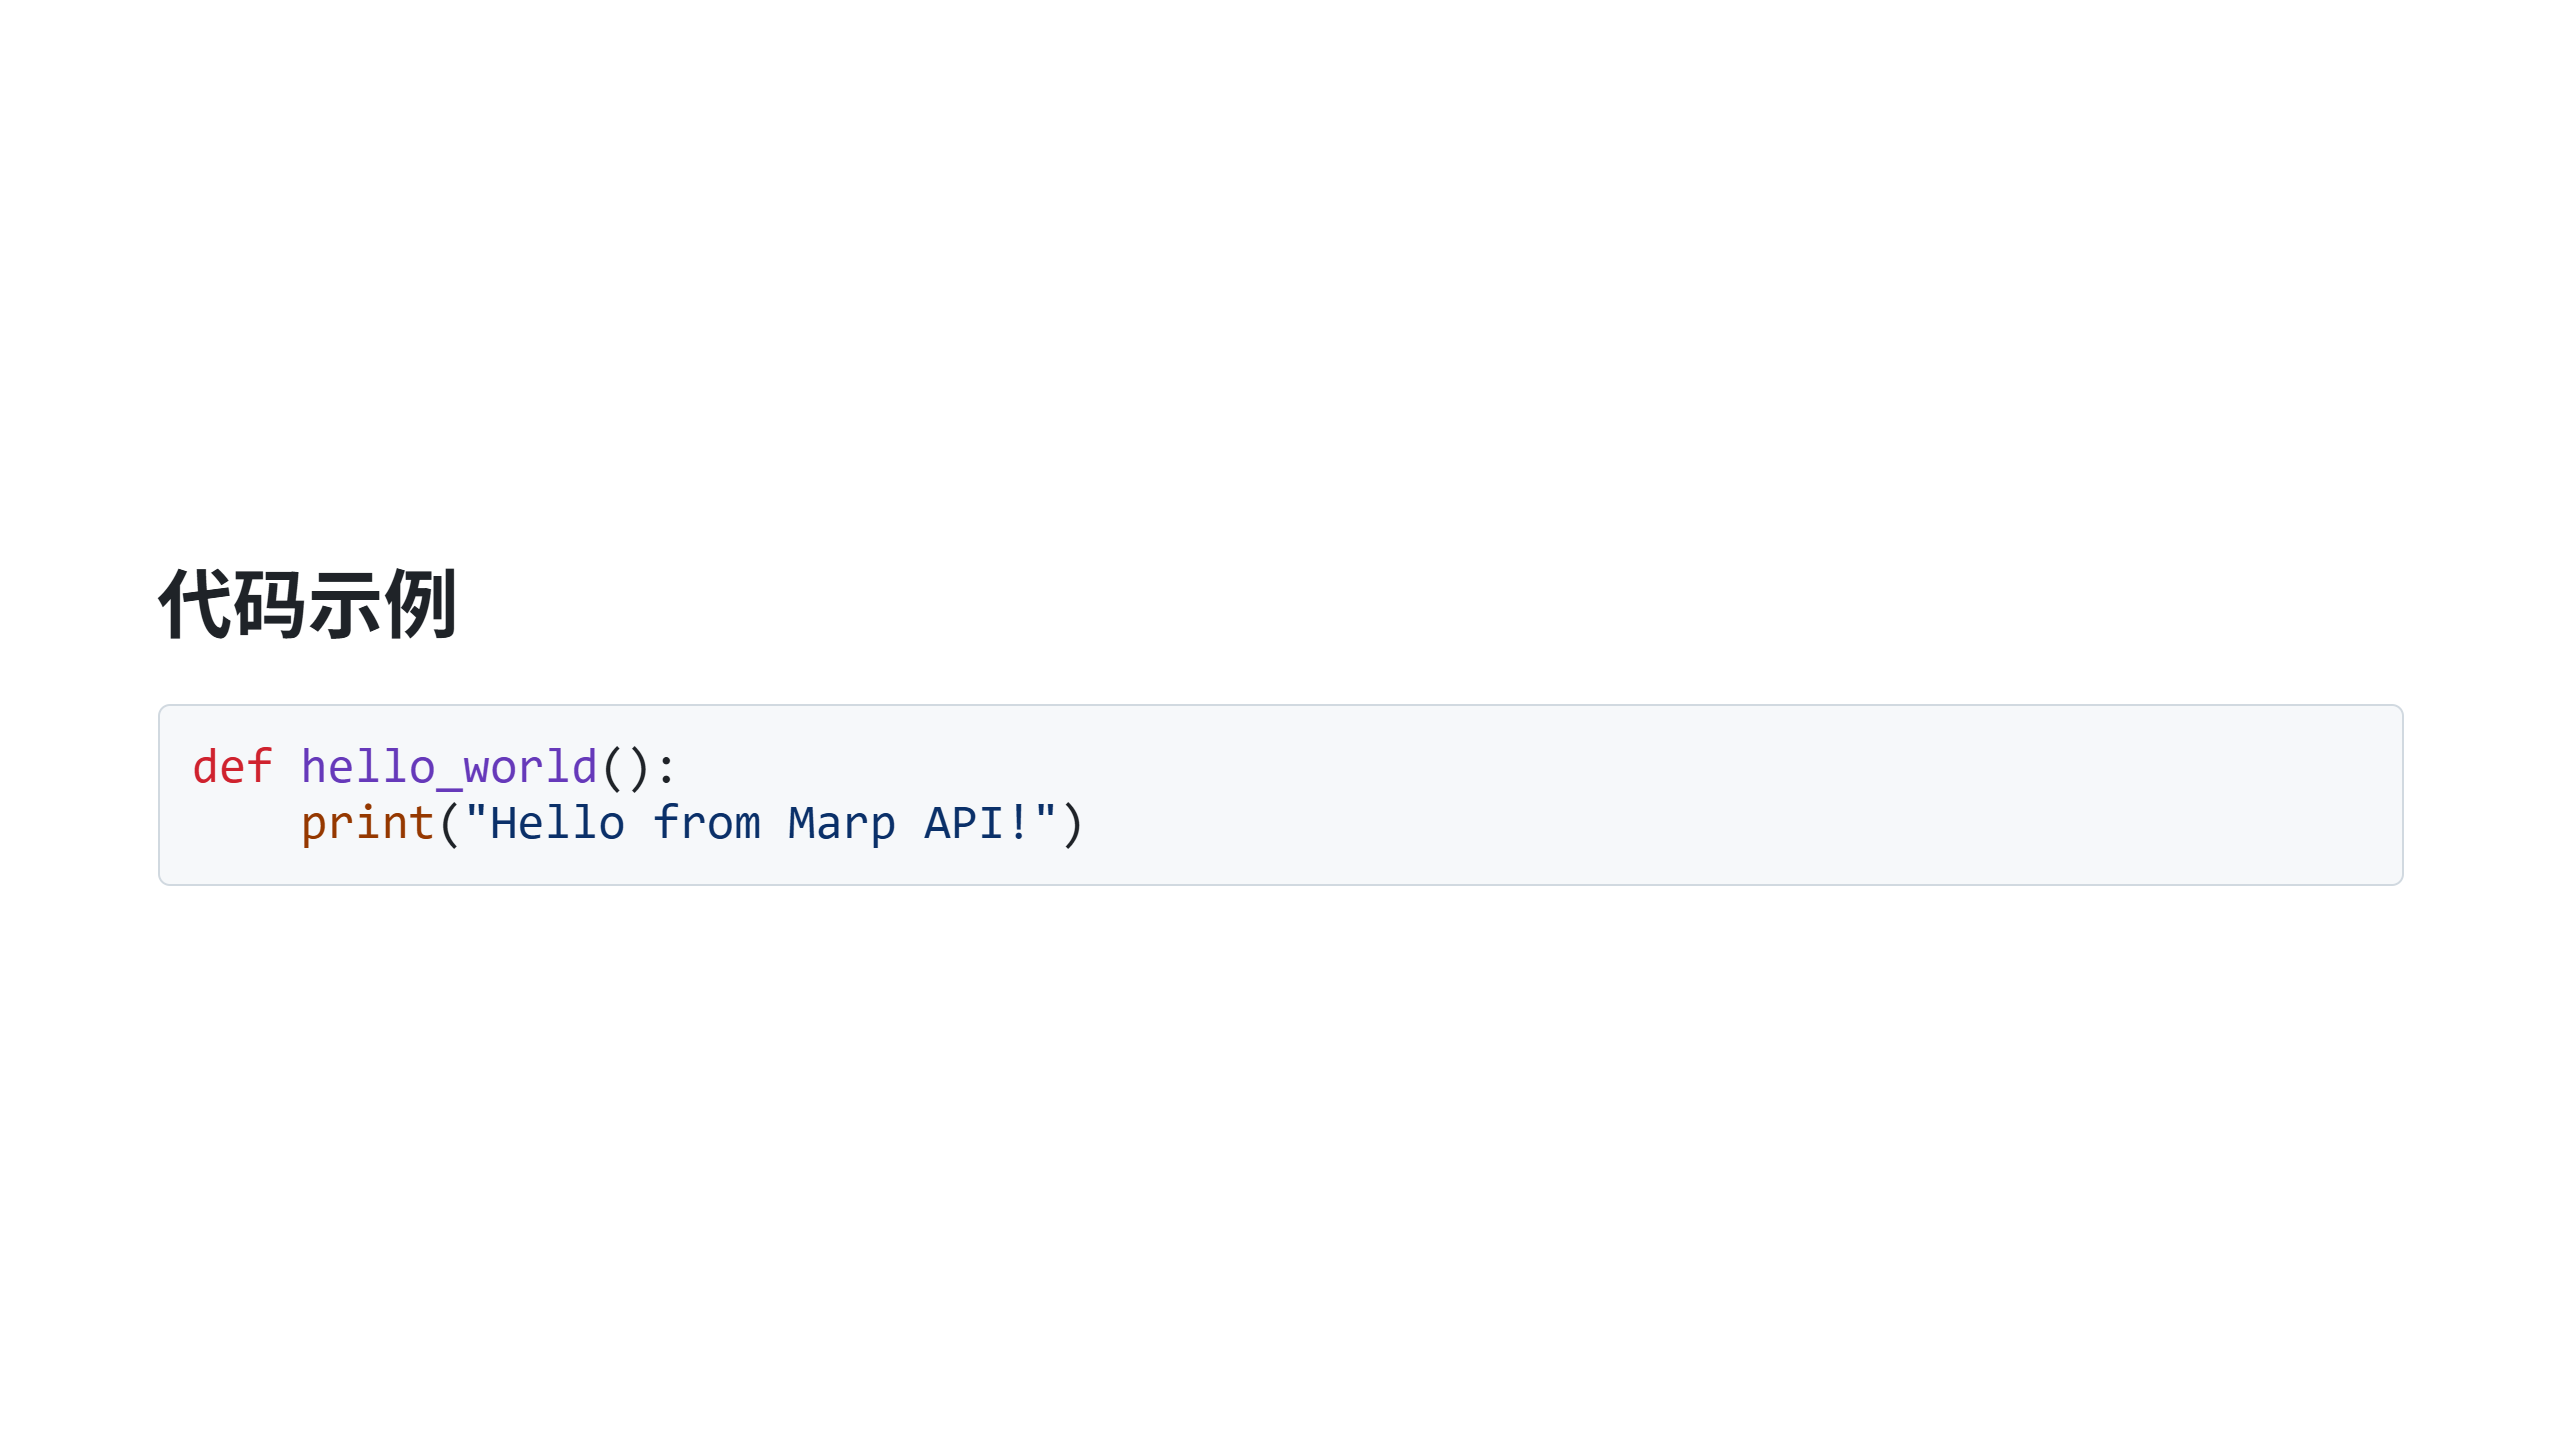 代码示例
def hello_world():
    print("Hello from Marp API!")